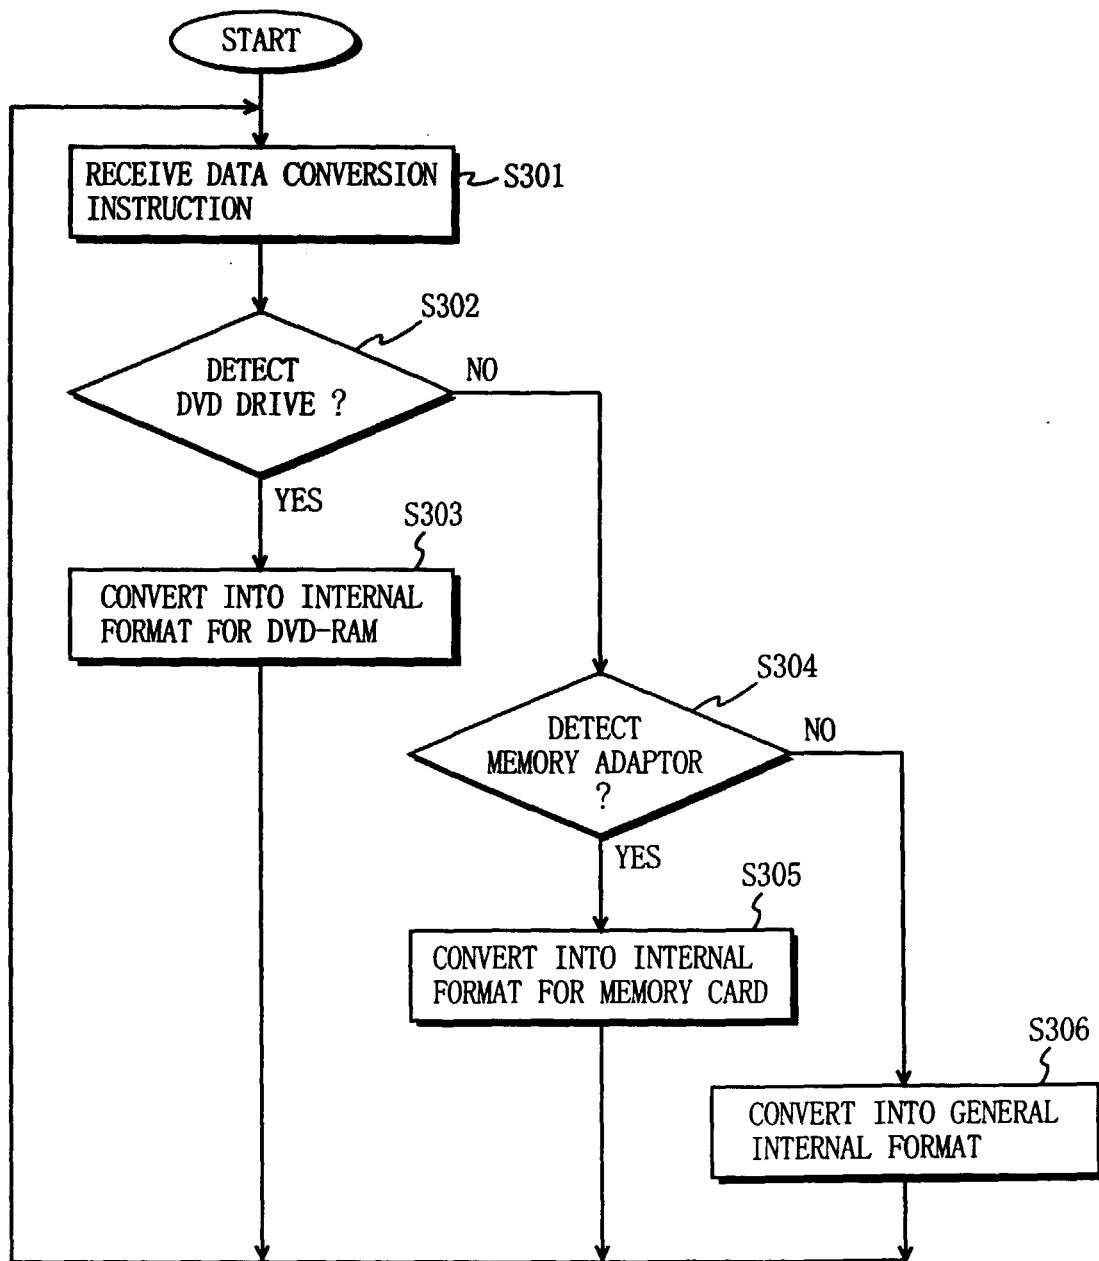 START
RECEIVE DATA CONVERSION
INSTRUCTION
S301
S302
DETECT
DVD DRIVE ?
NO
YES
S303
CONVERT INTO INTERNAL
FORMAT FOR DVD-RAM
S304
DETECT
MEMORY ADAPTOR
?
NO
YES
S305
CONVERT INTO INTERNAL
FORMAT FOR MEMORY CARD
S306
CONVERT INTO GENERAL
INTERNAL FORMAT